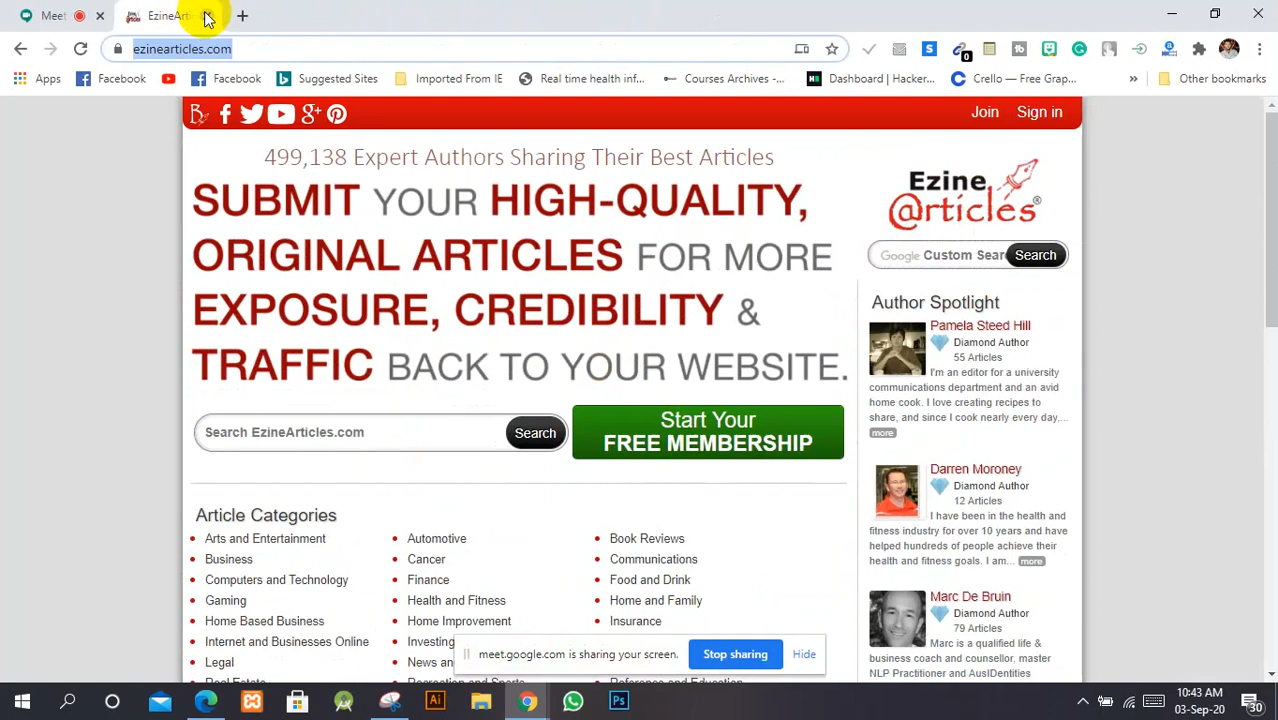 Meet
EzineArti
ezinearticles.com
0
Apps
Facebook
Facebook
Suggested Sites
Imported From IE
Real time health inf...
Courses Archives -...
Dashboard | Hacker...
Crello — Free Grap...
Other bookmarks
Join
Sign in
499,138 Expert Authors Sharing Their Best Articles
SUBMIT YOUR HIGH-QUALITY,
ORIGINAL ARTICLES FOR MORE
EXPOSURE, CREDIBILITY &
TRAFFIC BACK TO YOUR WEBSITE.
Search EzineArticles.com
Search
Start Your
FREE MEMBERSHIP
Article Categories
Arts and Entertainment
Automotive
Book Reviews
Business
Cancer
Communications
Computers and Technology
Finance
Food and Drink
Gaming
Health and Fitness
Home and Family
Home Based Business
Home Improvement
Insurance
Internet and Businesses Online
Investing
Legal
News an
Ezine
@rticles®
Google Custom Sear
Search
Author Spotlight
Pamela Steed Hill
Diamond Author
55 Articles
I'm an editor for a university
communications department and an avid
home cook. I love creating recipes to
share, and since I cook nearly every day,...
more
Darren Moroney
Diamond Author
12 Articles
I have been in the health and
fitness industry for over 10 years and have
helped hundreds of people achieve their
health and fitness goals. I am... more
Marc De Bruin
Diamond Author
79 Articles
Marc is a qualified life &
business coach and counsellor, master
NLP Practitioner and AusIDentities
meet.google.com is sharing your screen.
Stop sharing
Hide
Ai
Ps
10:43 AM
03-Sep-20
30